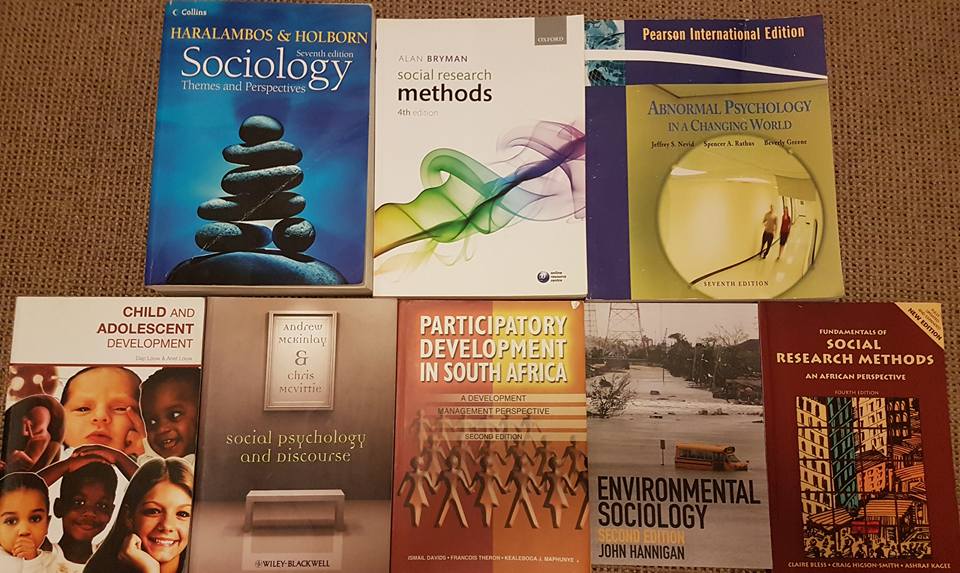 Collins
HARALAMBOS & HOLBORN
Seventh edition
Sociology
Themes and Perspectives
OXFORD
ALAN BRYMAN
social research
methods
4th edition
online
resource
centre
Pearson International Edition
ABNORMAL PSYCHOLOGY
IN A CHANGING WORLD
Jeffrey S. Nevid Spencer A. Rathus Beverly Greene
SEVENTH EDITION
CHILD AND
ADOLESCENT
DEVELOPMENT
Dap Louw & Anet Louw
andrew
mckinlay
&
chris
mcvittie
social psychology
and discourse
WILEY-BLACKWELL
PARTICIPATORY
DEVELOPMENT
IN SOUTH AFRICA
A DEVELOPMENT
MANAGEMENT PERSPECTIVE
SECOND EDITION
ISMAIL DAVIDS • FRANCOIS THERON • KEALEBOGA J. MAPHUNYE
ENVIRONMENTAL
SOCIOLOGY
SECOND EDITION
JOHN HANNIGAN
NEW EDITION
FUNDAMENTALS OF
SOCIAL
RESEARCH METHODS
AN AFRICAN PERSPECTIVE
FOURTH EDITION
CLAIRE BLESS • CRAIG HIGSON-SMITH • ASHRAF KAGEE